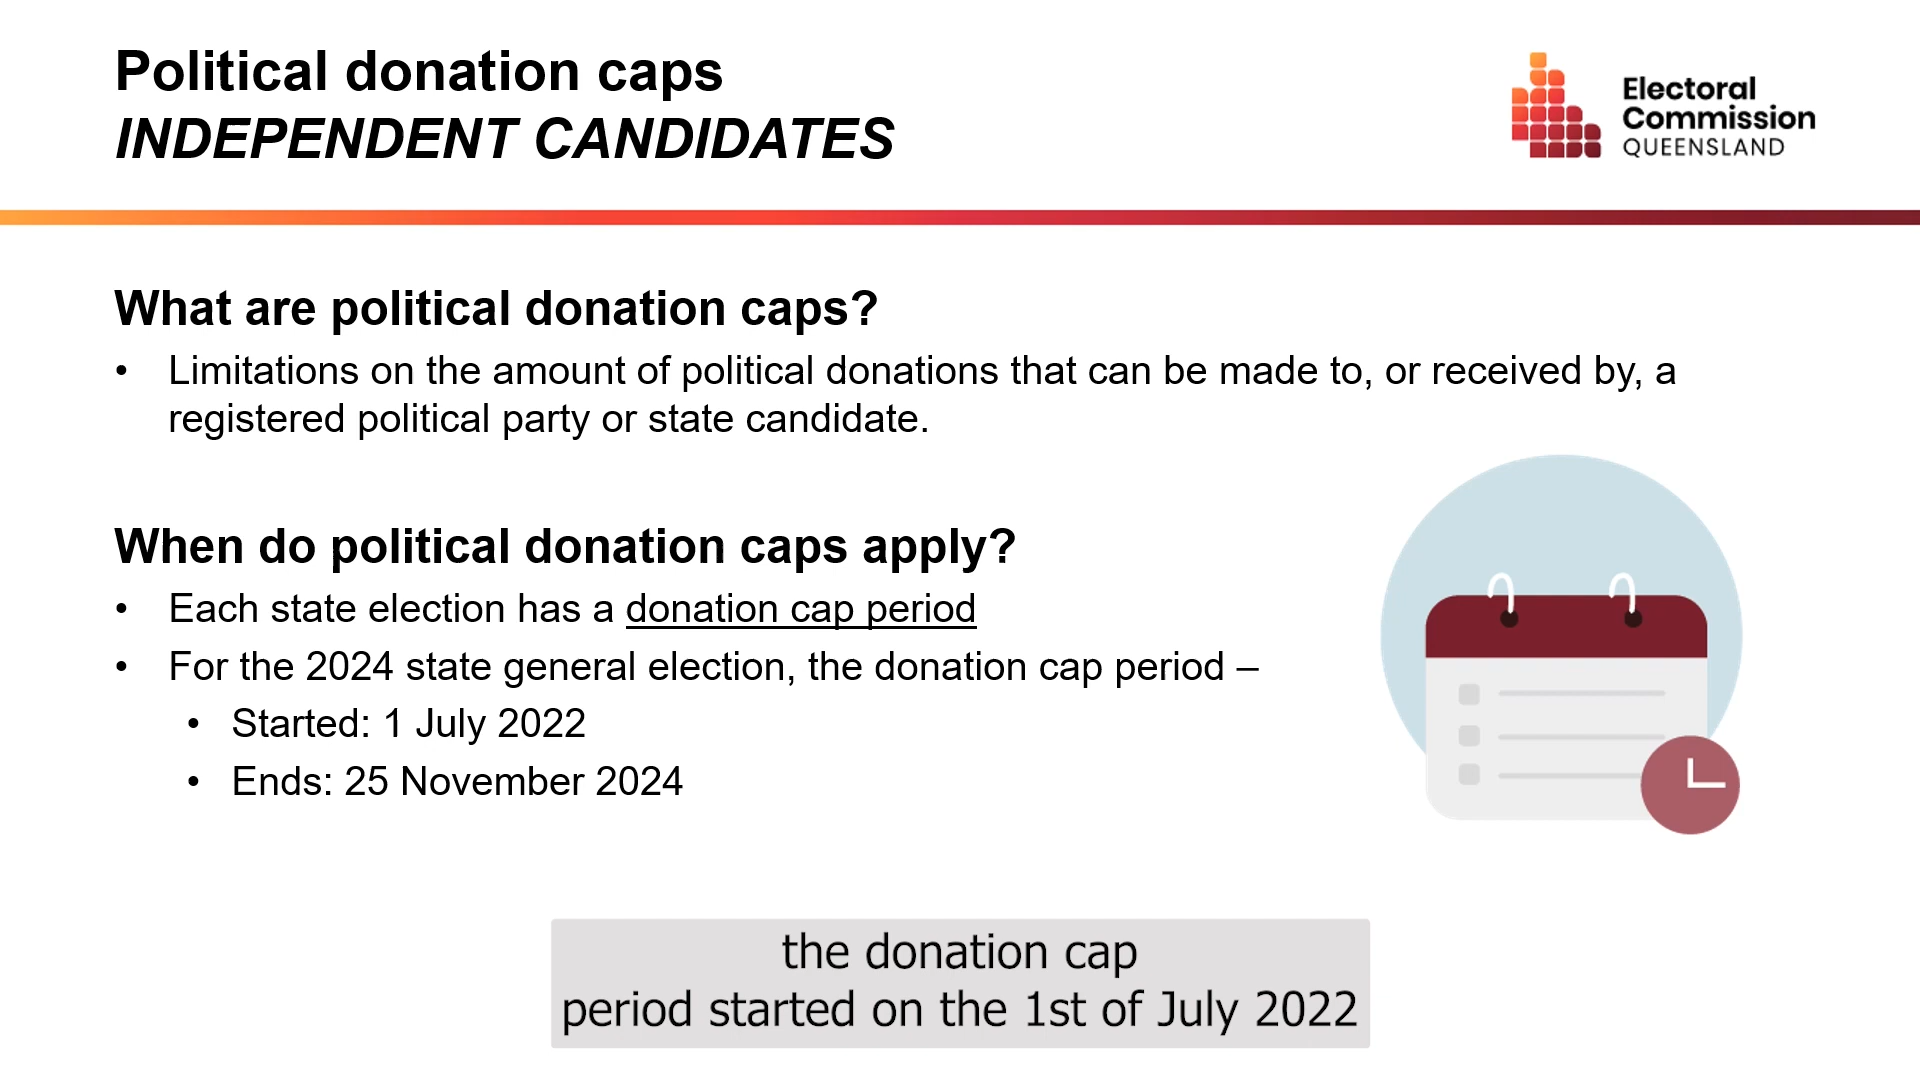 Political donation caps
INDEPENDENT CANDIDATES
Electoral
Commission
QUEENSLAND
What are political donation caps?
• Limitations on the amount of political donations that can be made to, or received by, a
registered political party or state candidate.
When do political donation caps apply?
• Each state election has a donation cap period
• For the 2024 state general election, the donation cap period –
• Started: 1 July 2022
• Ends: 25 November 2024
the donation cap
period started on the 1st of July 2022